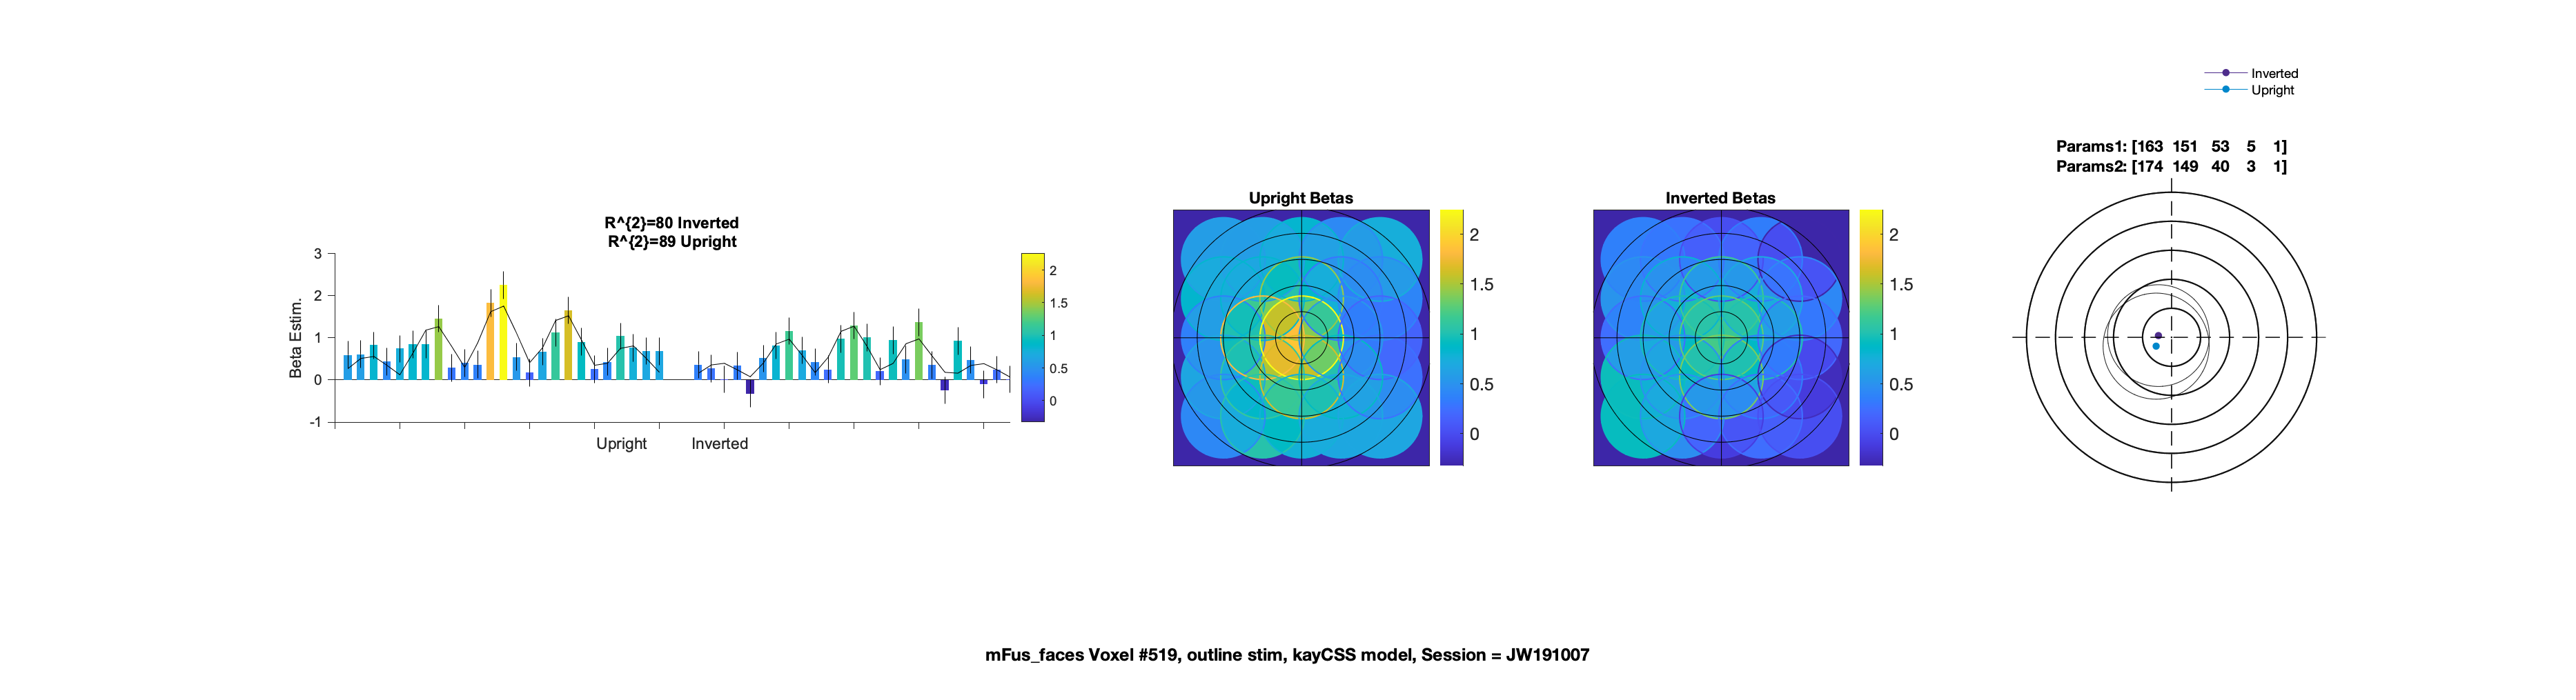 Inverted
Upright
Params1: [163 151 53 5 1]
Params2: [174 149 40 3 1]
R^{2}=80 Inverted
R^{2}=89 Upright
Upright Betas
Inverted Betas
Beta Estim.
3
2
1
0
-1
2
1.5
1
0.5
0
2
1.5
1
0.5
0
2
1.5
1
0.5
0
Upright
Inverted
mFus_faces Voxel #519, outline stim, kayCSS model, Session = JW191007